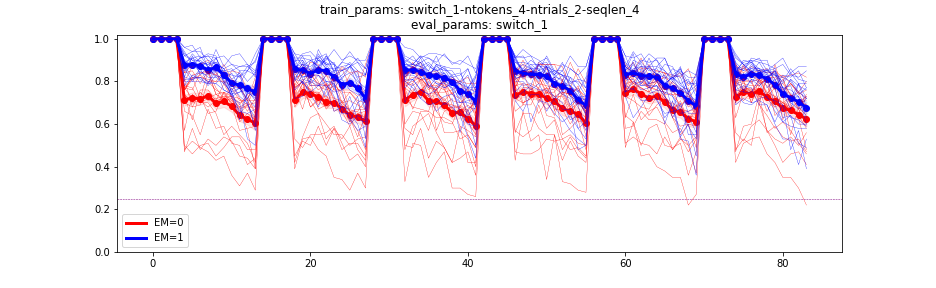 train_params: switch_1-ntokens_4-ntrials_2-seqlen_4
eval_params: switch_1
1.0
0.8
0.6
0.4
0.2
0.0
EM=0
EM=1
0 20 40 60 80